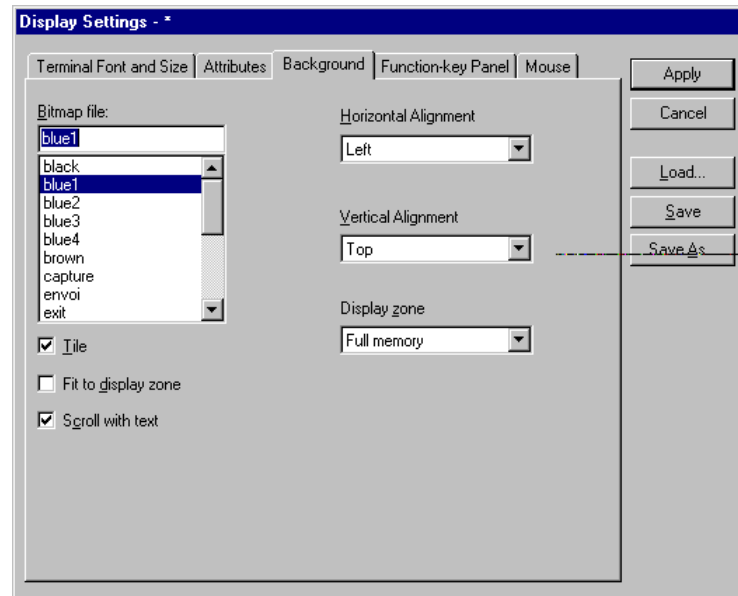 Display Settings - *
Terminal Font and Size
Attributes
Background
Function-key Panel
Mouse
Bitmap file:
blue1
black
blue1
blue2
blue3
blue4
brown
capture
envoi
exit
Tile
Fit to display zone
Scroll with text
Horizontal Alignment
Left
Vertical Alignment
Top
Display zone
Full memory
Apply
Cancel
Load...
Save
Save As